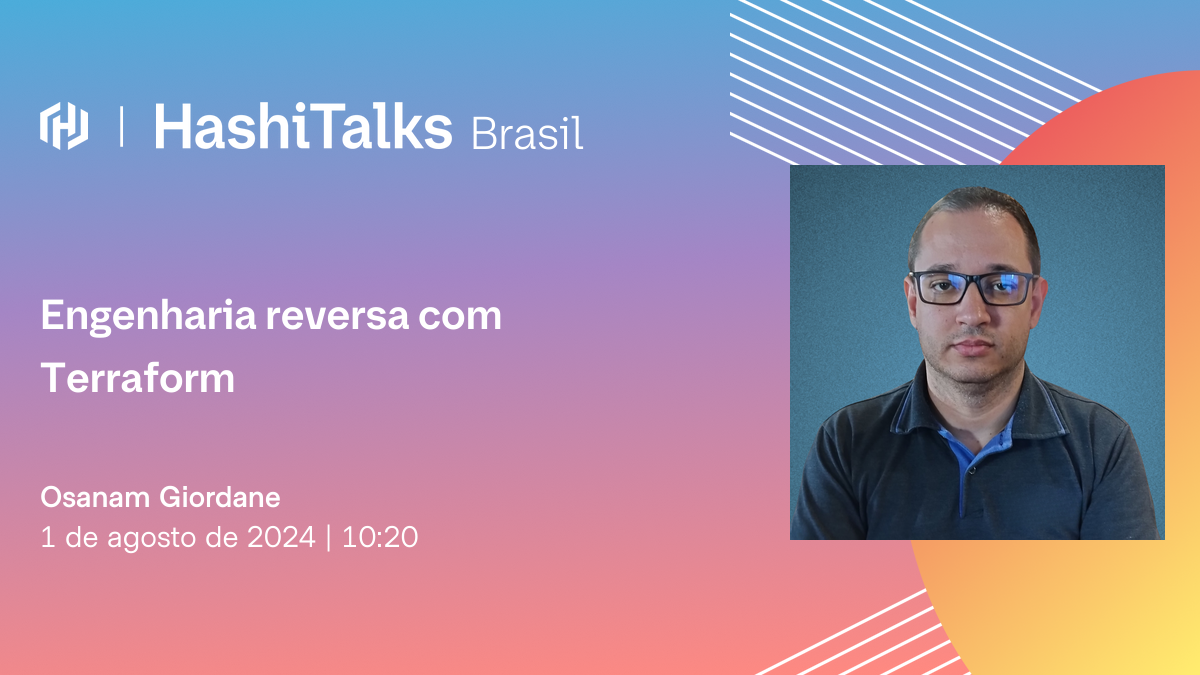 HashiTalks Brasil
Engenharia reversa com
Terraform
Osanam Giordane
1 de agosto de 2024 | 10:20